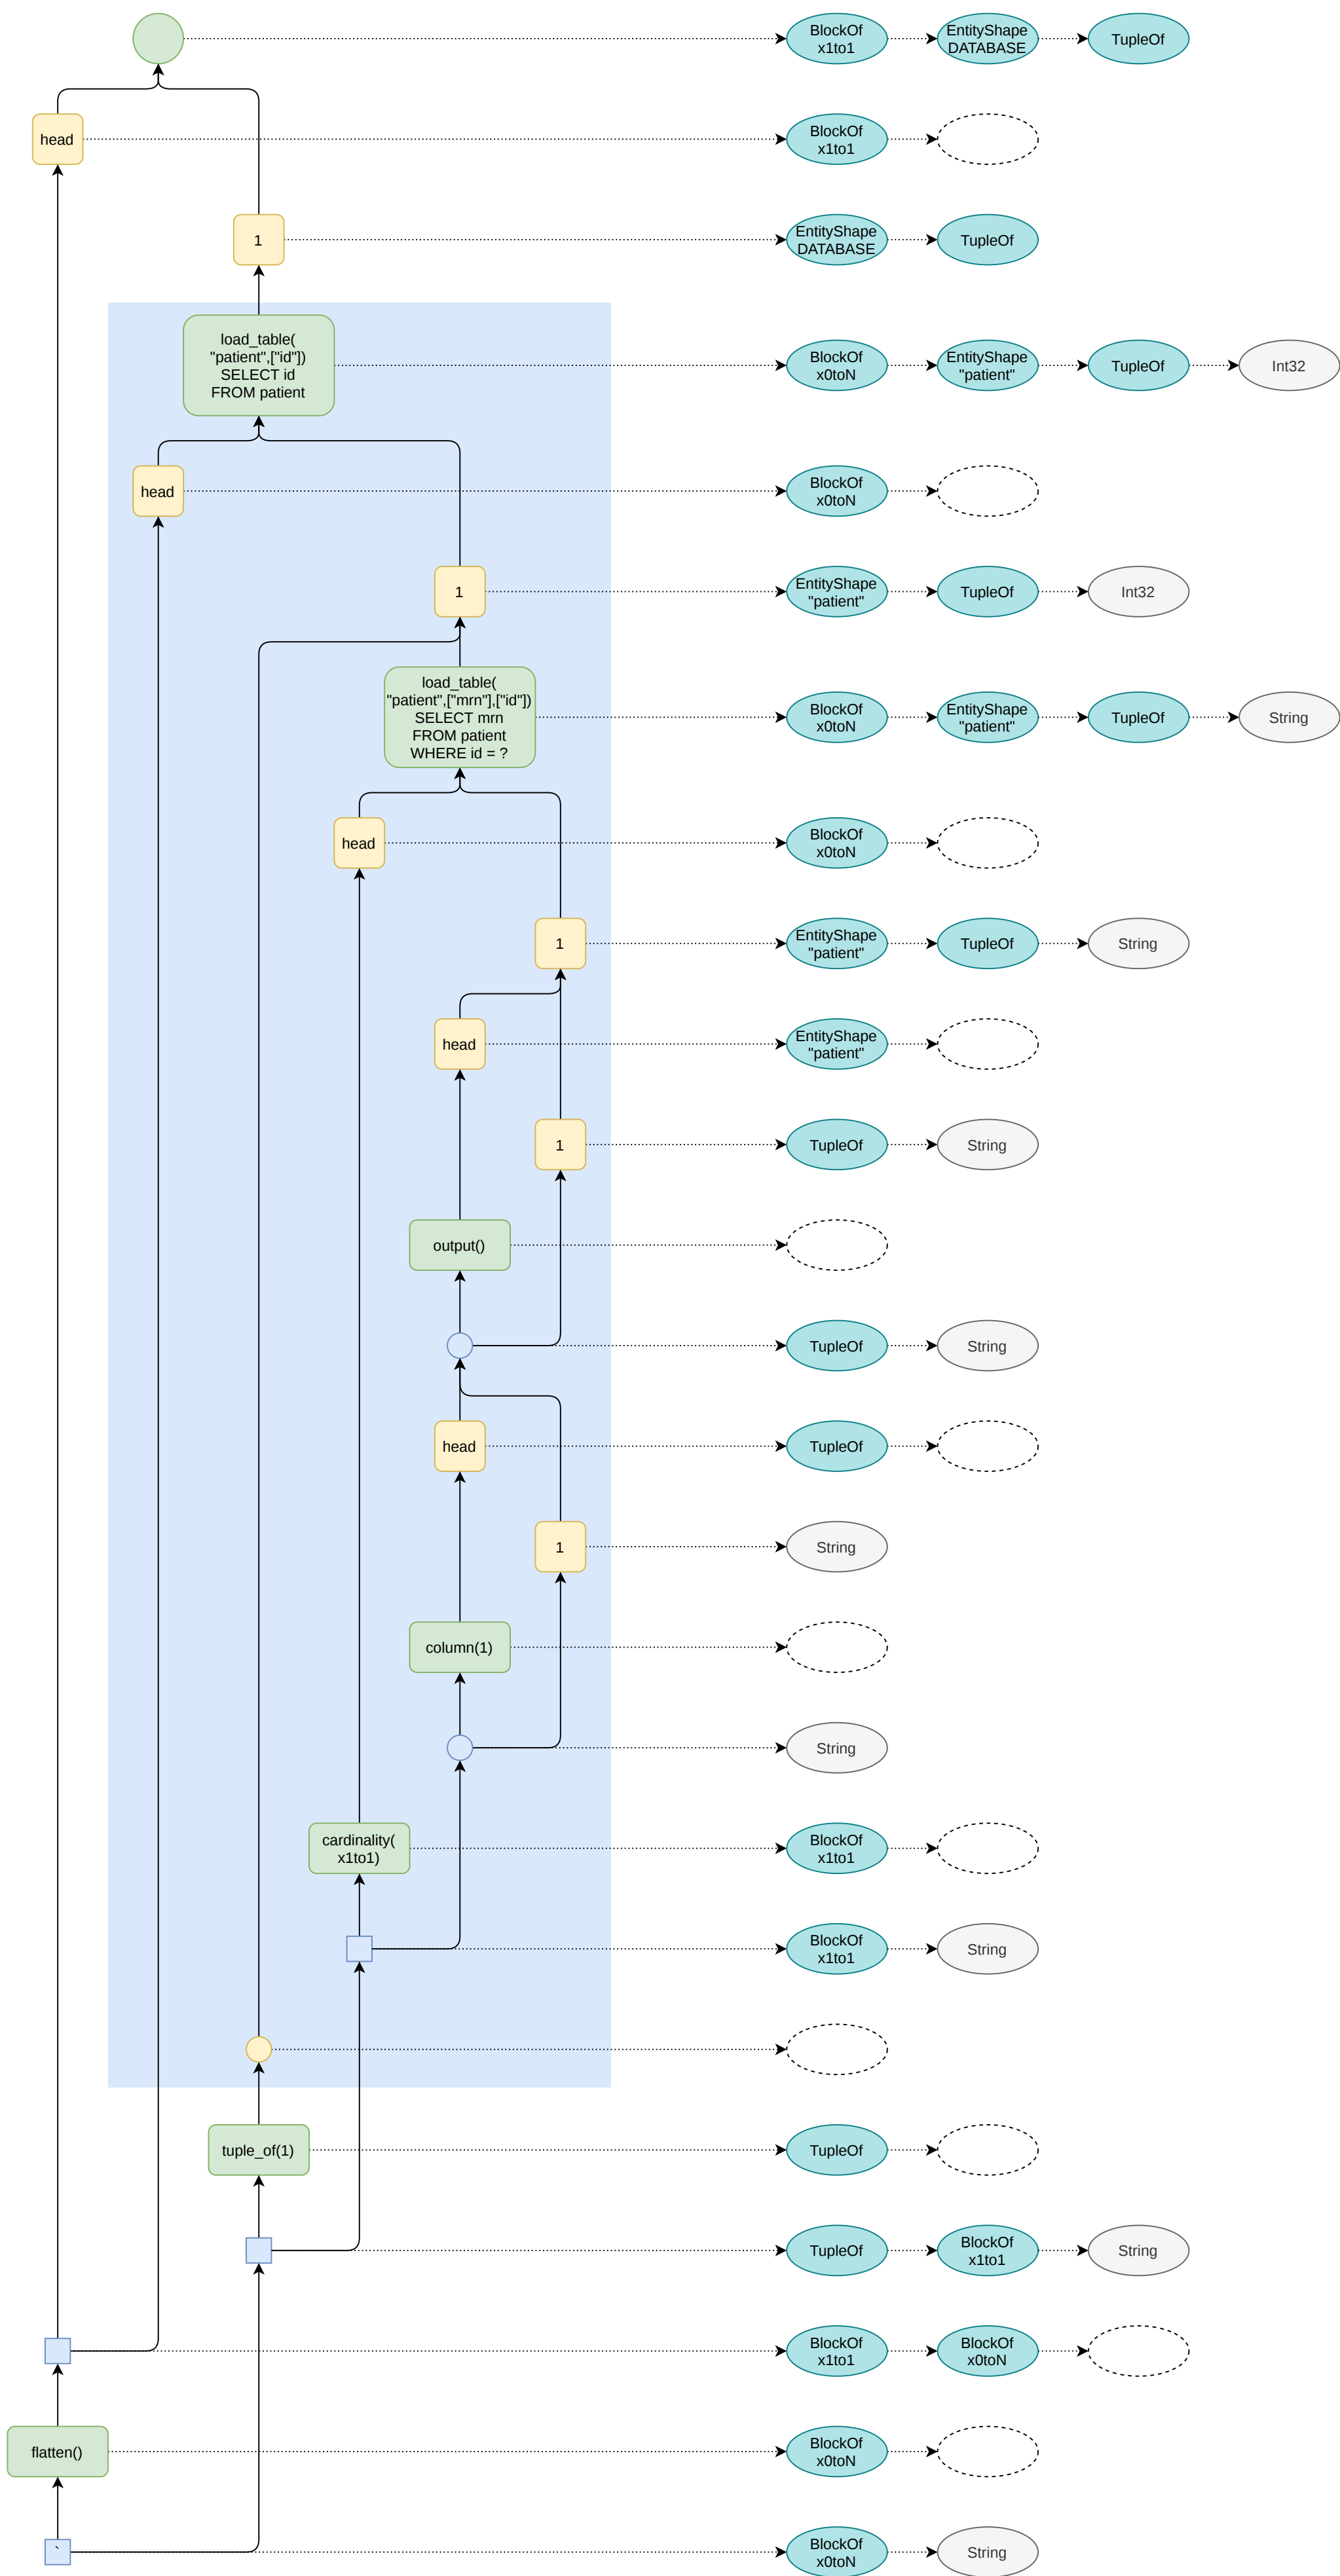 BlockOf
x1to1
EntityShape
DATABASE
TupleOf
head
BlockOf
x1to1
1
EntityShape
DATABASE
TupleOf
load_table(
"patient",["id"])
SELECT id
FROM patient
BlockOf
x0toN
EntityShape
"patient"
TupleOf
Int32
head
BlockOf
x0toN
1
EntityShape
"patient"
TupleOf
Int32
load_table(
"patient",["mrn"],["id"])
SELECT mrn
FROM patient
WHERE id = ?
BlockOf
x0toN
EntityShape
"patient"
TupleOf
String
head
BlockOf
x0toN
1
EntityShape
"patient"
TupleOf
String
head
EntityShape
"patient"
1
TupleOf
String
output()
TupleOf
String
head
TupleOf
1
String
column(1)
String
cardinality(
x1to1)
BlockOf
x1to1
BlockOf
x1to1
String
tuple_of(1)
TupleOf
TupleOf
BlockOf
x1to1
String
BlockOf
x1to1
BlockOf
x0toN
flatten()
BlockOf
x0toN
`
BlockOf
x0toN
String